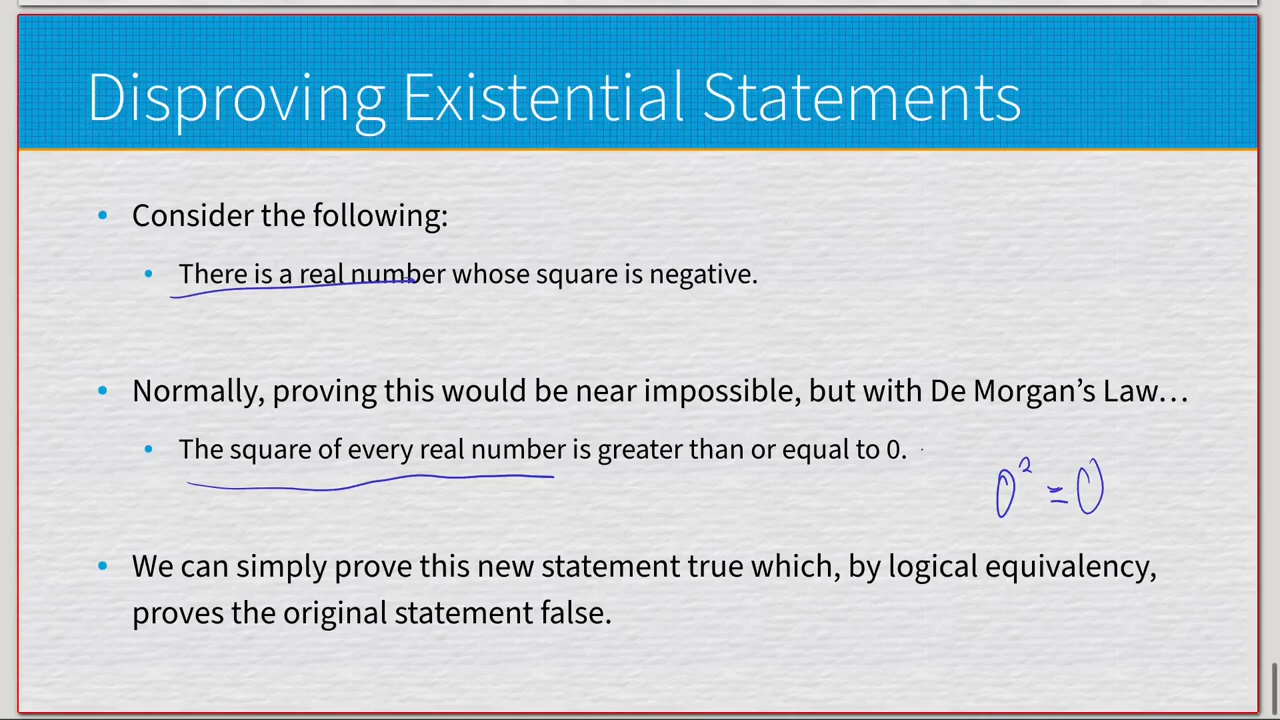 Disproving Existential Statements
• Consider the following:
• There is a real number whose square is negative.
• Normally, proving this would be near impossible, but with De Morgan’s Law…
• The square of every real number is greater than or equal to 0.
0² = 0
• We can simply prove this new statement true which, by logical equivalency,
proves the original statement false.